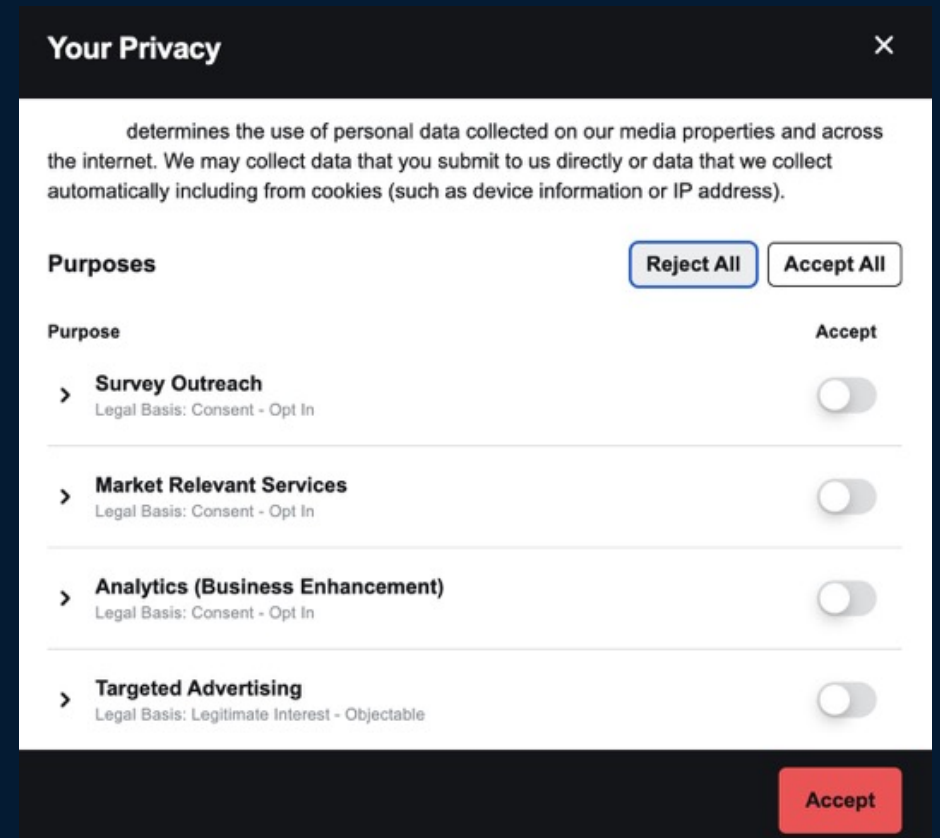 Your Privacy
determines the use of personal data collected on our media properties and across
the internet. We may collect data that you submit to us directly or data that we collect
automatically including from cookies (such as device information or IP address).
Purposes
Reject All
Accept All
Purpose
Accept
Survey Outreach
Legal Basis: Consent - Opt In
Market Relevant Services
Legal Basis: Consent - Opt In
Analytics (Business Enhancement)
Legal Basis: Consent - Opt In
Targeted Advertising
Legal Basis: Legitimate Interest - Objectable
Accept